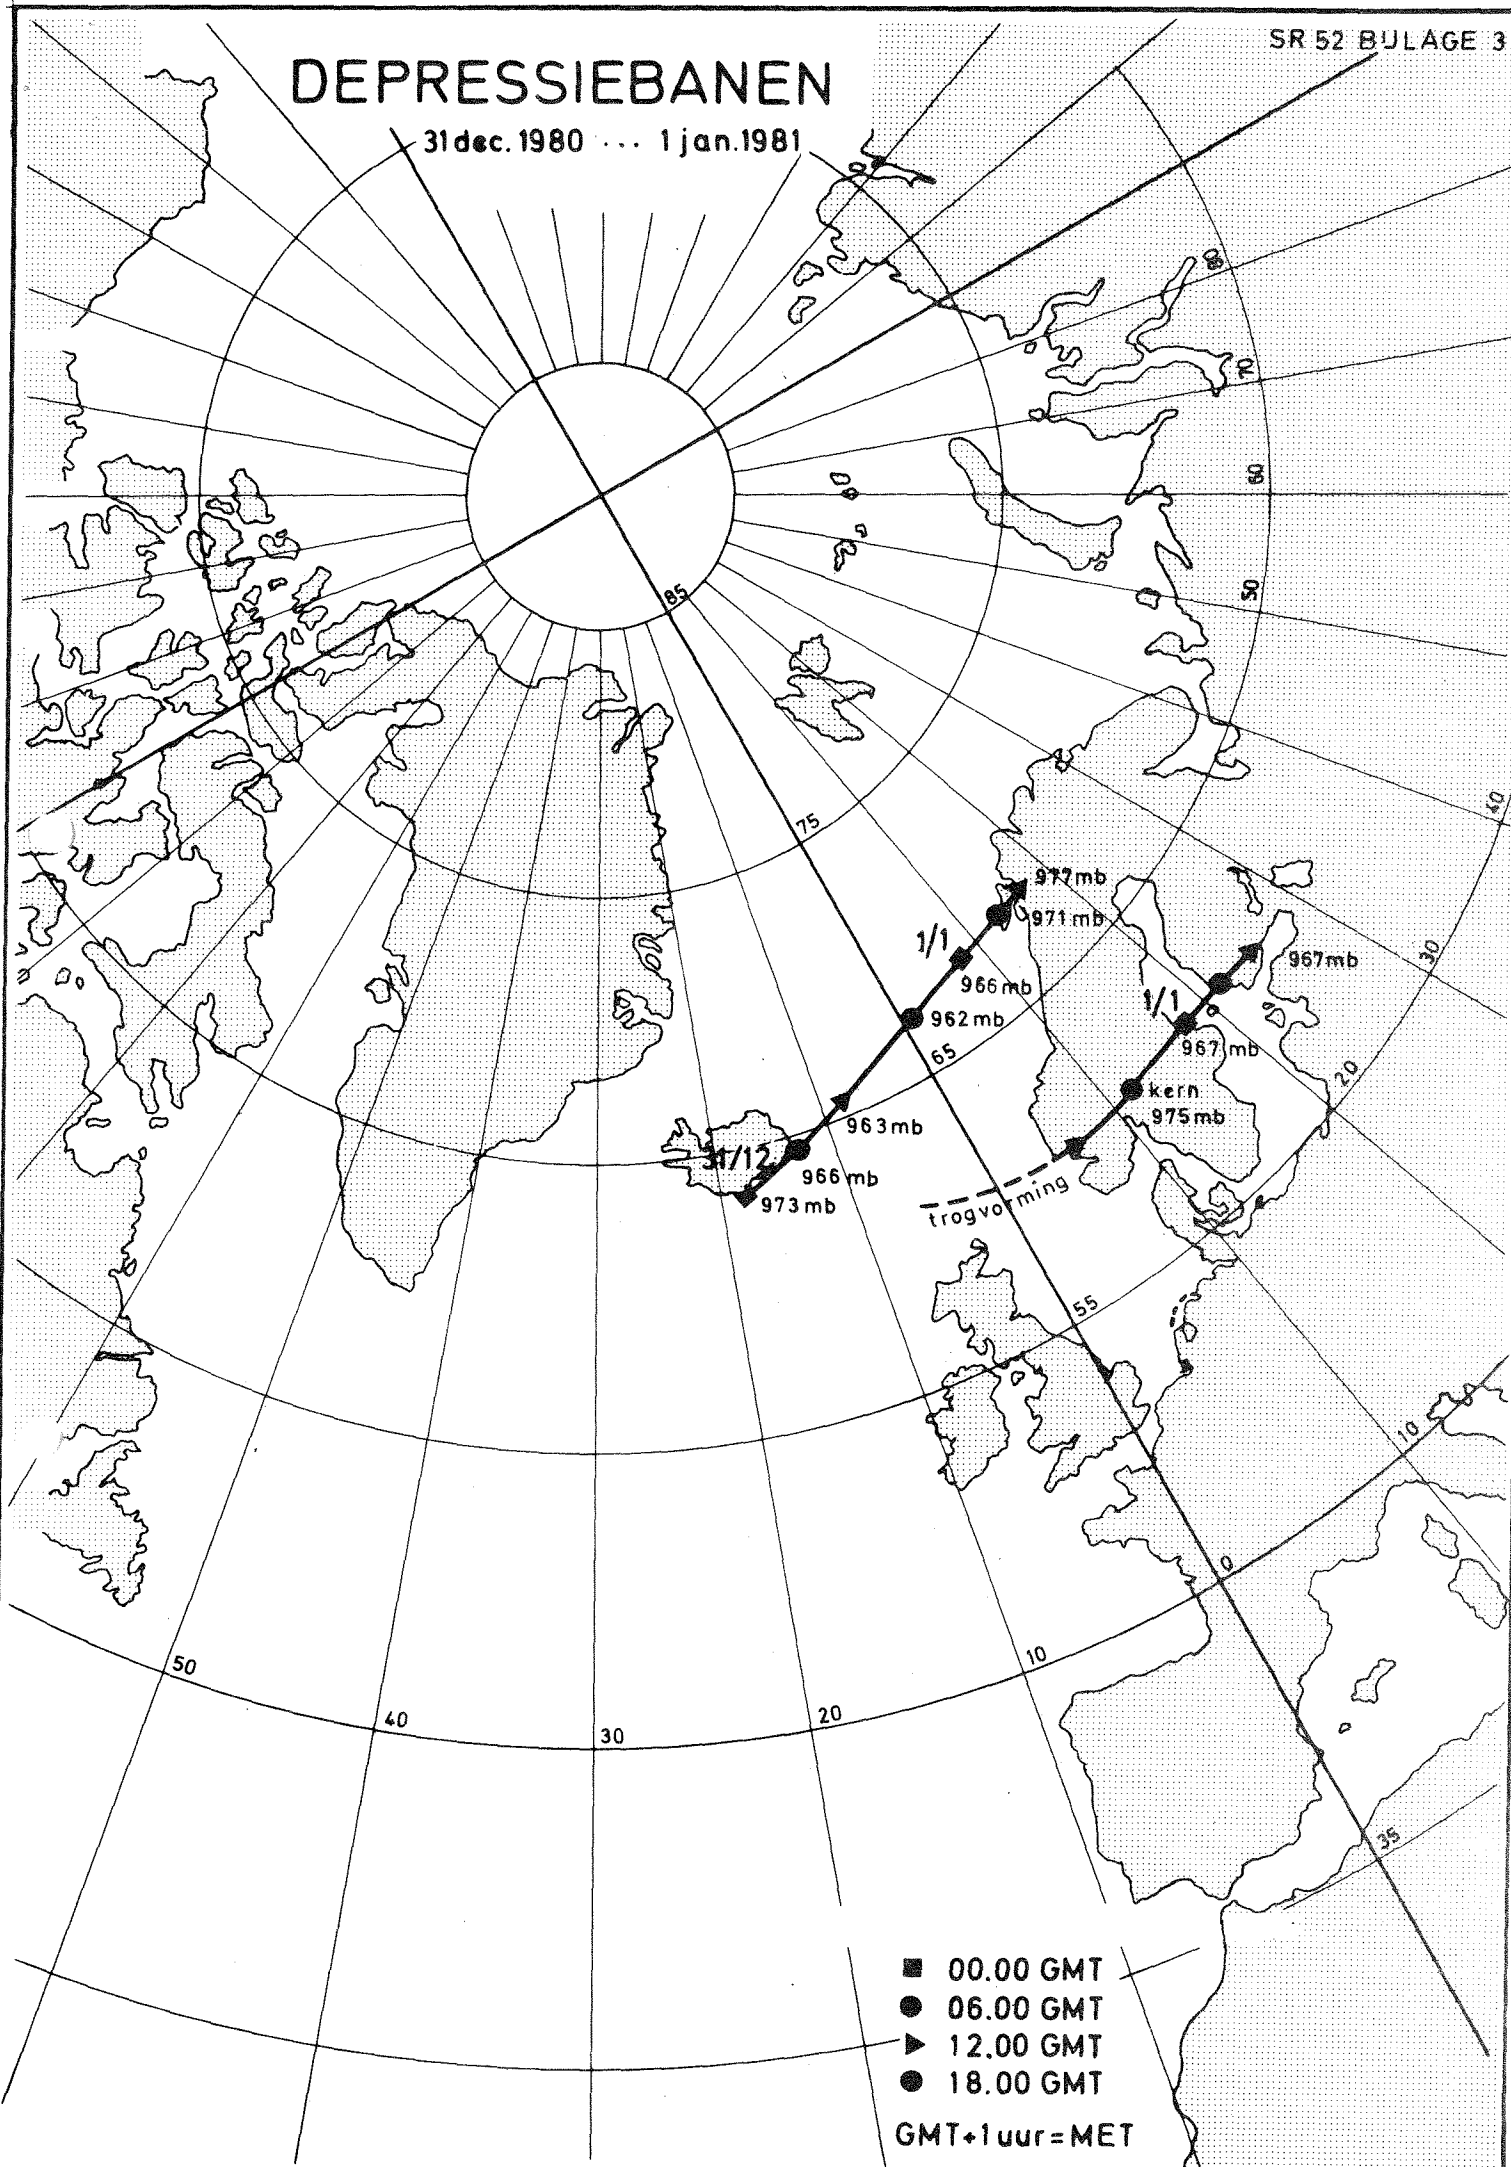 SR 52 BIJLAGE 3
DEPRESSIEBANEN
31 dec. 1980 ... 1 jan. 1981
80
70
60
50
85
40
75
977mb
971mb
1/1
966mb
30
967mb
1/1
962mb
967mb
65
20
kern
975mb
963mb
31/12
966mb
973mb
trogvorming
55
10
0
50
10
40
20
30
35
00.00 GMT
06.00 GMT
12.00 GMT
18.00 GMT
GMT+1uur=MET